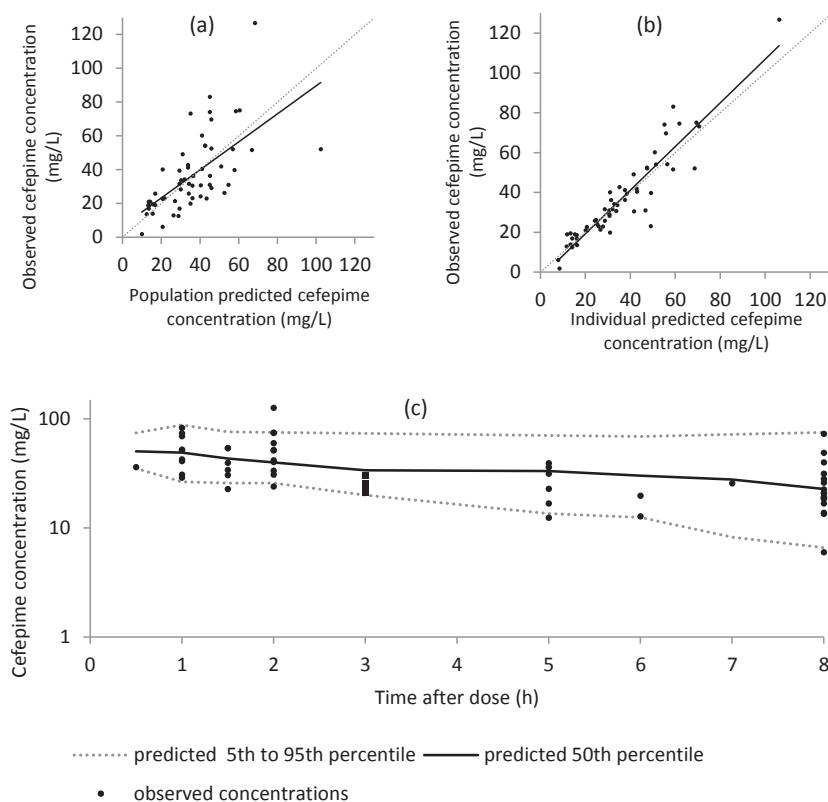 (a)
Observed cefepime concentration
(mg/L)
120
100
80
60
40
20
0
0 20 40 60 80 100 120
Population predicted cefepime
concentration (mg/L)
(b)
Observed cefepime concentration
(mg/L)
120
100
80
60
40
20
0
0 20 40 60 80 100 120
Individual predicted cefepime
concentration (mg/L)
(c)
Cefepime concentration (mg/L)
100
10
1
0 1 2 3 4 5 6 7 8
Time after dose (h)
predicted 5th to 95th percentile
predicted 50th percentile
observed concentrations